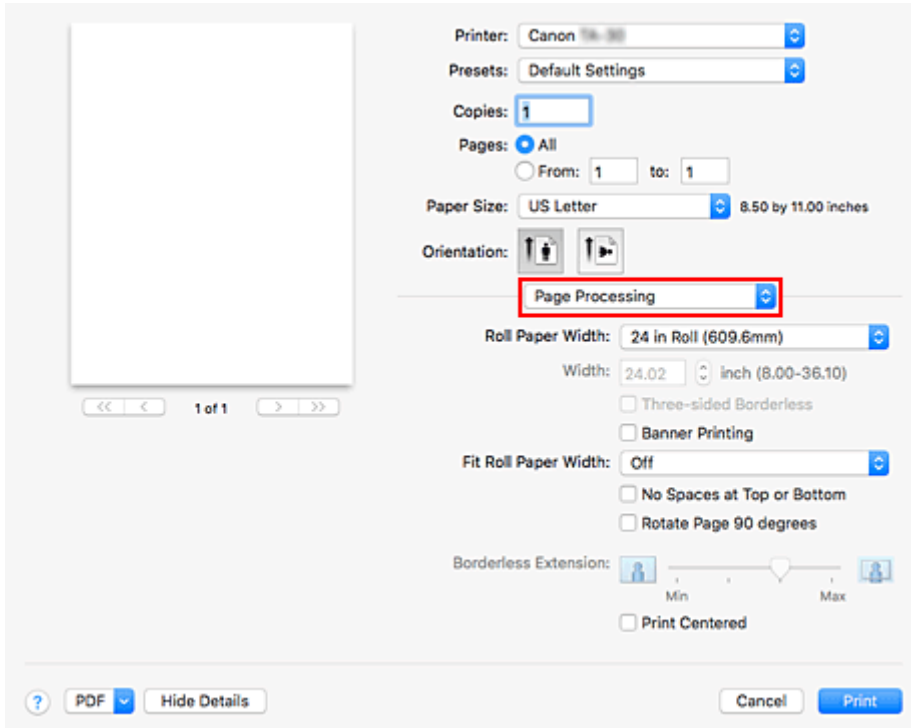 Printer: Canon
Presets: Default Settings
Copies: 1
Pages: All
From: 1 to: 1
Paper Size: US Letter 8.50 by 11.00 inches
Orientation:
Page Processing
Roll Paper Width: 24 in Roll (609.6mm)
Width: 24.02 inch (8.00-36.10)
Three-sided Borderless
1 of 1
Banner Printing
Fit Roll Paper Width: Off
No Spaces at Top or Bottom
Rotate Page 90 degrees
Borderless Extension:
Min Max
Print Centered
? PDF Hide Details Cancel Print